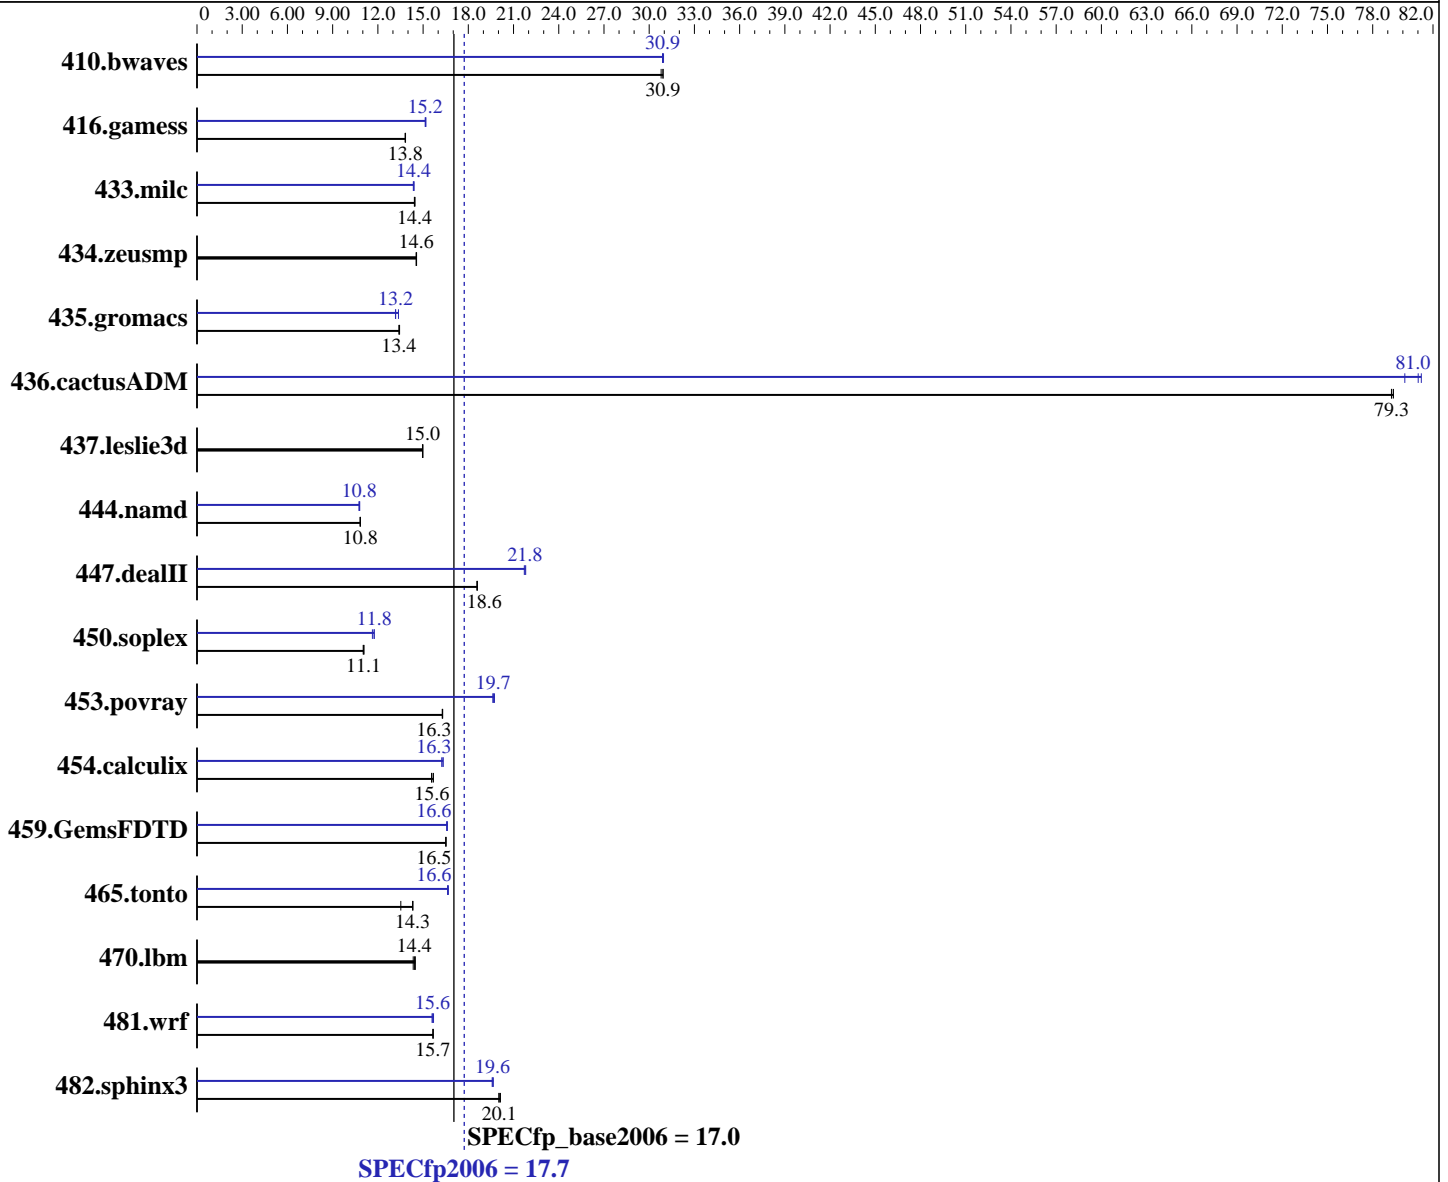 0 3.00 6.00 9.00 12.0 15.0 18.0 21.0 24.0 27.0 30.0 33.0 36.0 39.0 42.0 45.0 48.0 51.0 54.0 57.0 60.0 63.0 66.0 69.0 72.0 75.0 78.0 82.0
30.9
410.bwaves
30.9
15.2
416.gamess
13.8
14.4
433.milc
14.4
14.6
434.zeusmp
13.2
435.gromacs
13.4
81.0
436.cactusADM
79.3
15.0
437.leslie3d
10.8
444.namd
10.8
21.8
447.dealII
18.6
11.8
450.soplex
11.1
19.7
453.povray
16.3
16.3
454.calculix
15.6
16.6
459.GemsFDTD
16.5
16.6
465.tonto
14.3
14.4
470.lbm
15.6
481.wrf
15.7
19.6
482.sphinx3
20.1
SPECfp_base2006 = 17.0
SPECfp2006 = 17.7